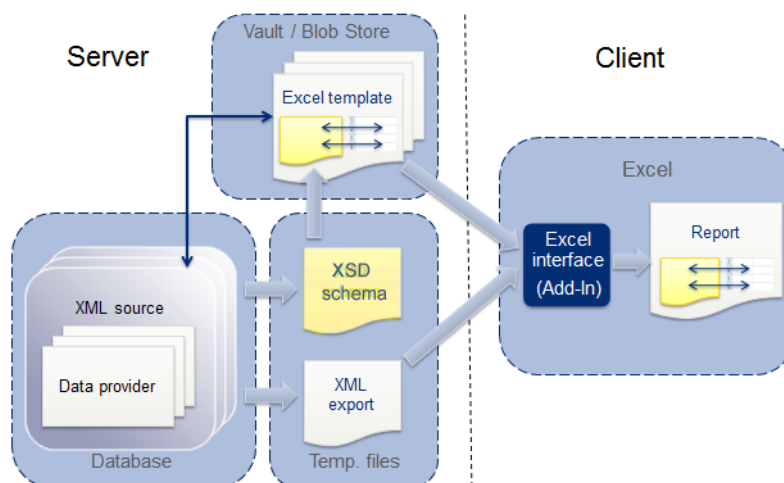 Server
Vault / Blob Store
Client
Excel template
Excel
XSD
schema
Excel
interface
(Add-In)
Report
XML source
Data provider
XML
export
Database
Temp. files